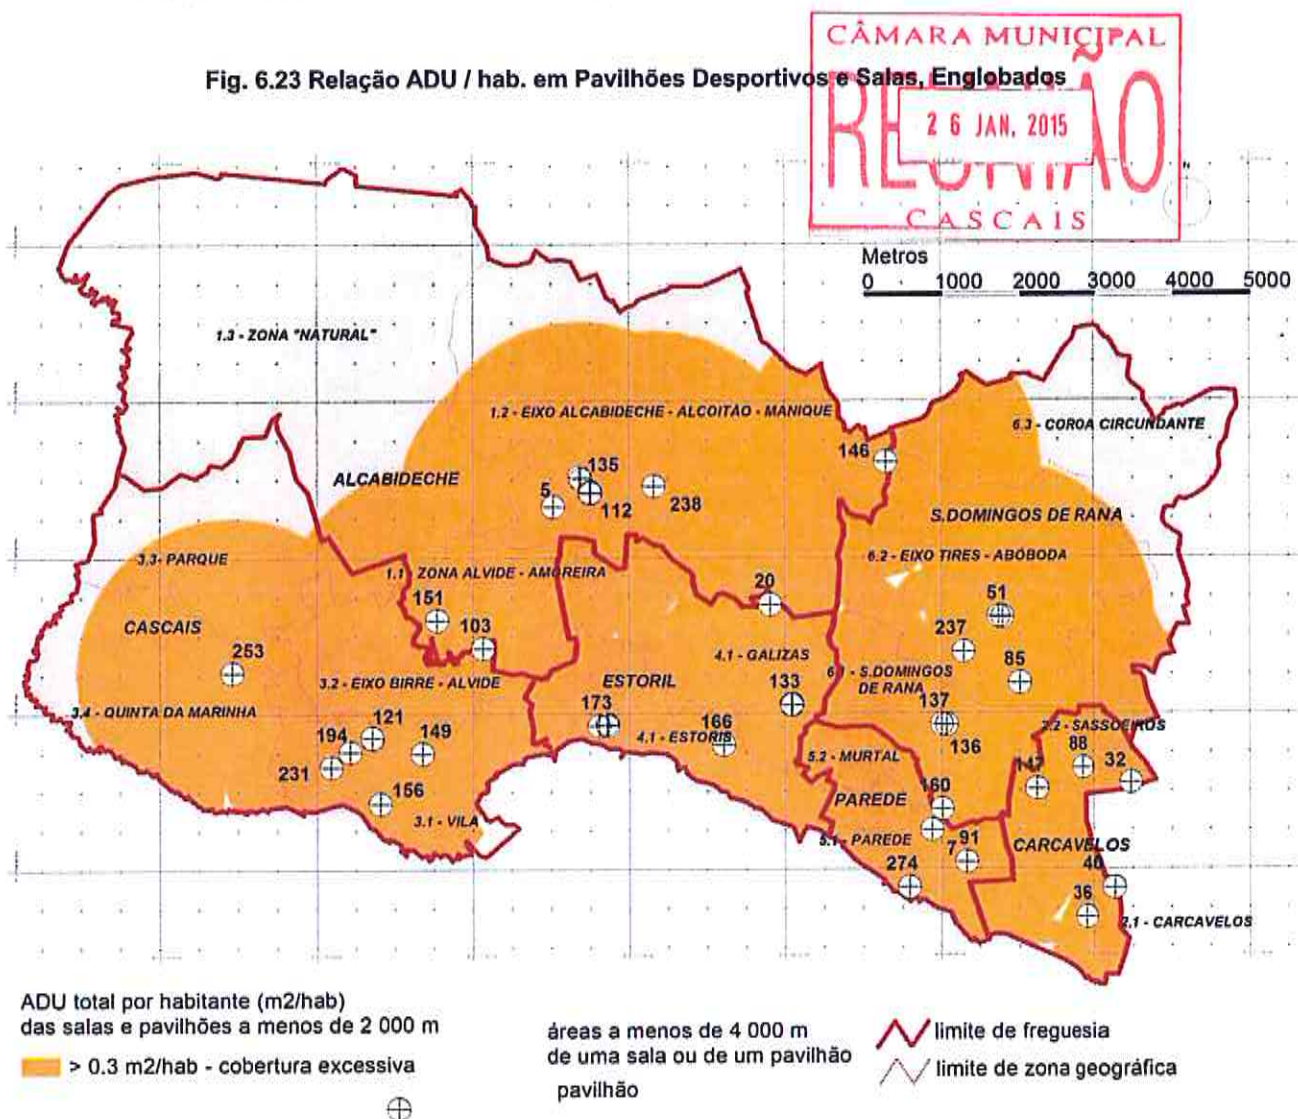 CÂMARA MUNICIPAL
Fig. 6.23 Relação ADU / hab. em Pavilhões Desportivos e Salas, Englobados
REUNIÃO
2 6 JAN. 2015
CASCAIS
Metros
0 1000 2000 3000 4000 5000
1.3 - ZONA "NATURAL"
1.2 - EIXO ALCABIDECHE - ALCOITÃO - MANIQUE
6.3 - COROA CIRCUNDANTE
146
135
ALCABIDECHE
5
112
238
S.DOMINGOS DE RANA
6.2 - EIXO TIRES - ABÓBODA
3.3 - PARQUE
1.1 ZONA ALVIDE - AMOREIRA
20
51
151
CASCAIS
103
237
253
4.1 - GALIZAS
85
3.2 - EIXO BIRRE - ALVIDE
ESTORIL
133
6.1 - S.DOMINGOS
DE RANA
3.4 - QUINTA DA MARINHA
173
137
121
166
2.2 - SASSOEIROS
194
149
4.1 - ESTORIS
136
88
5.2 - MURTAL
32
231
147
156
160
PAREDE
3.1 - VILA
5.1 - PAREDE
91
7
CARCAVELOS
274
40
36
2.1 - CARCAVELOS
ADU total por habitante (m2/hab)
das salas e pavilhões a menos de 2 000 m
> 0.3 m2/hab - cobertura excessiva
áreas a menos de 4 000 m
de uma sala ou de um pavilhão
pavilhão
limite de freguesia
limite de zona geográfica